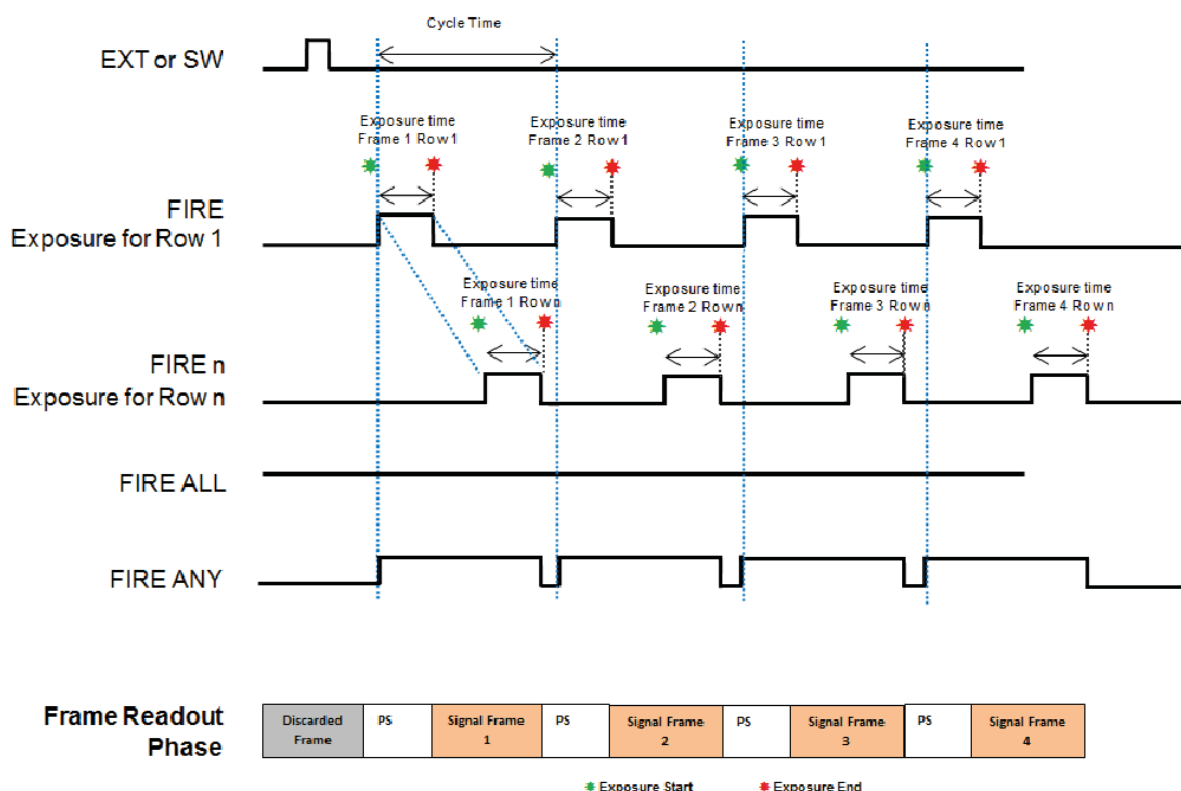 Cycle Time
EXT or SW
Exposure time
Frame 1 Row1
Exposure time
Frame 2 Row1
Exposure time
Frame 3 Row1
Exposure time
Frame 4 Row1
FIRE
Exposure for Row 1
Exposure time
Frame 1 Rown
Exposure time
Frame 2 Rown
Exposure time
Frame 3 Rown
Exposure time
Frame 4 Rown
FIRE n
Exposure for Row n
FIRE ALL
FIRE ANY
Frame Readout
Phase
Discarded
Frame
PS
Signal Frame
1
PS
Signal Frame
2
PS
Signal Frame
3
PS
Signal Frame
4
Exposure Start
Exposure End